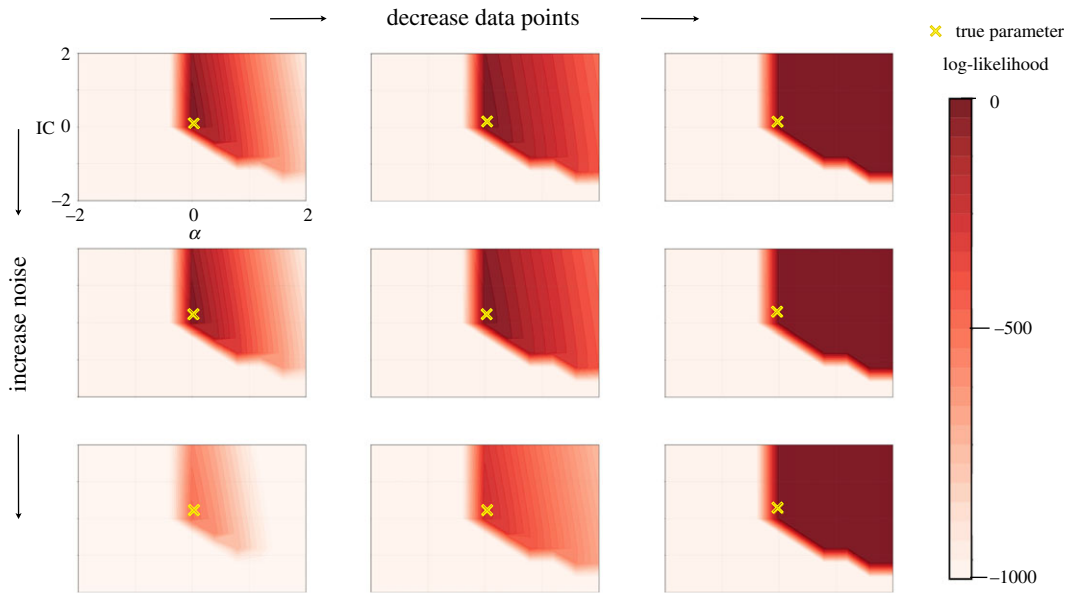 decrease data points
true parameter
log-likelihood
0
–500
–1000
increase noise
2
IC 0
–2
–2 0 2
α